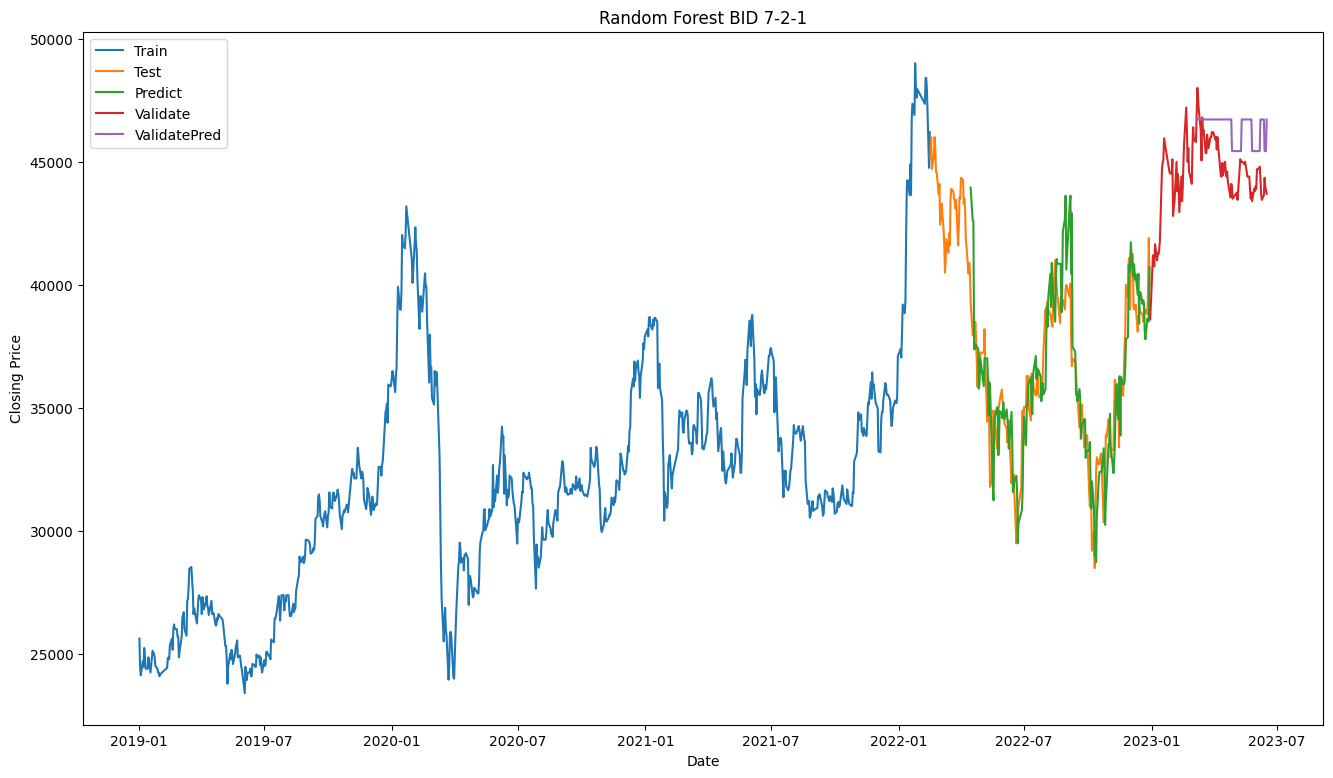 Random Forest BID 7-2-1
Train
Test
Predict
Validate
ValidatePred
50000
45000
40000
35000
30000
25000
Closing Price
2019-01
2019-07
2020-01
2020-07
2021-01
2021-07
2022-01
2022-07
2023-01
2023-07
Date